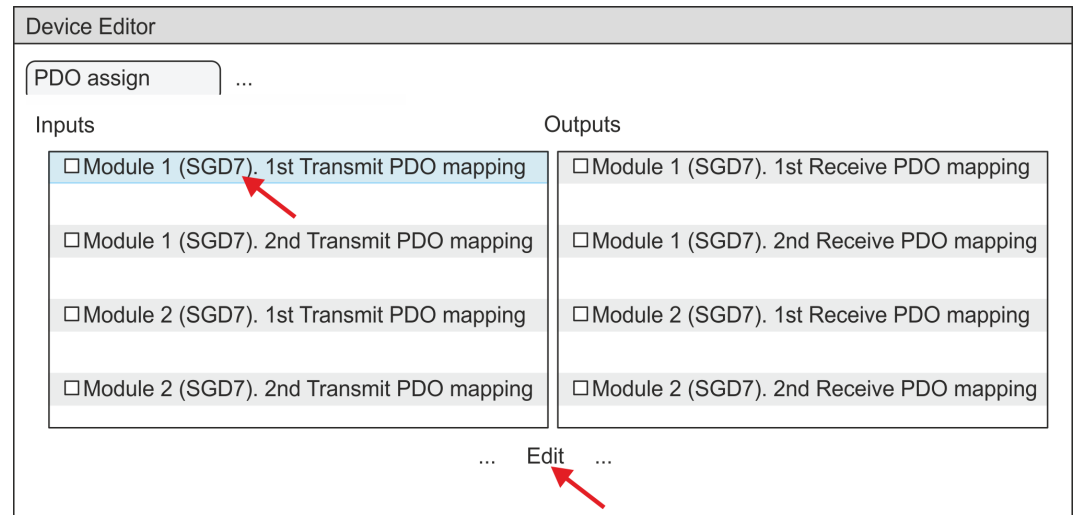 Device Editor
PDO assign ...
Inputs Outputs
Module 1 (SGD7). 1st Transmit PDO mapping Module 1 (SGD7). 1st Receive PDO mapping
Module 1 (SGD7). 2nd Transmit PDO mapping Module 1 (SGD7). 2nd Receive PDO mapping
Module 2 (SGD7). 1st Transmit PDO mapping Module 2 (SGD7). 1st Receive PDO mapping
Module 2 (SGD7). 2nd Transmit PDO mapping Module 2 (SGD7). 2nd Receive PDO mapping
... Edit ...